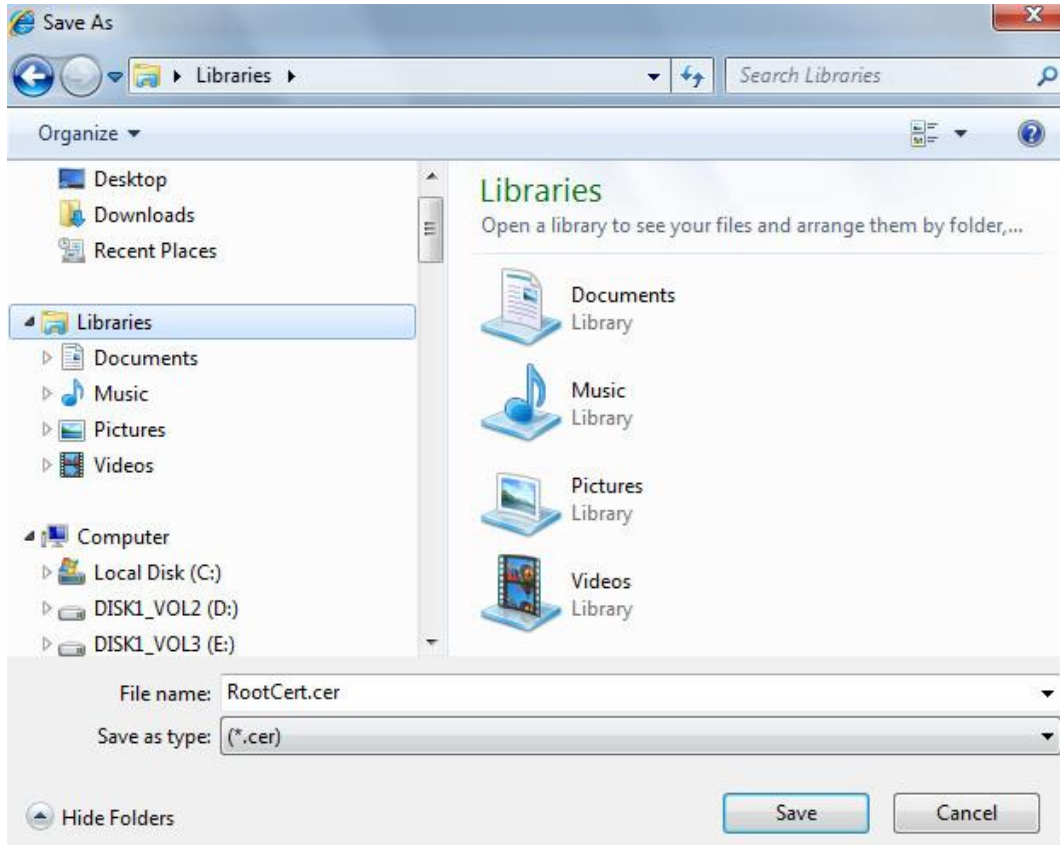 Save As
Libraries
Search Libraries
Organize
Desktop
Downloads
Recent Places
Libraries
Documents
Music
Pictures
Videos
Computer
Local Disk (C:)
DISK1_VOL2 (D:)
DISK1_VOL3 (E:)
Libraries
Open a library to see your files and arrange them by folder,...
Documents
Library
Music
Library
Pictures
Library
Videos
Library
File name: RootCert.cer
Save as type: (*.cer)
Hide Folders
Save
Cancel